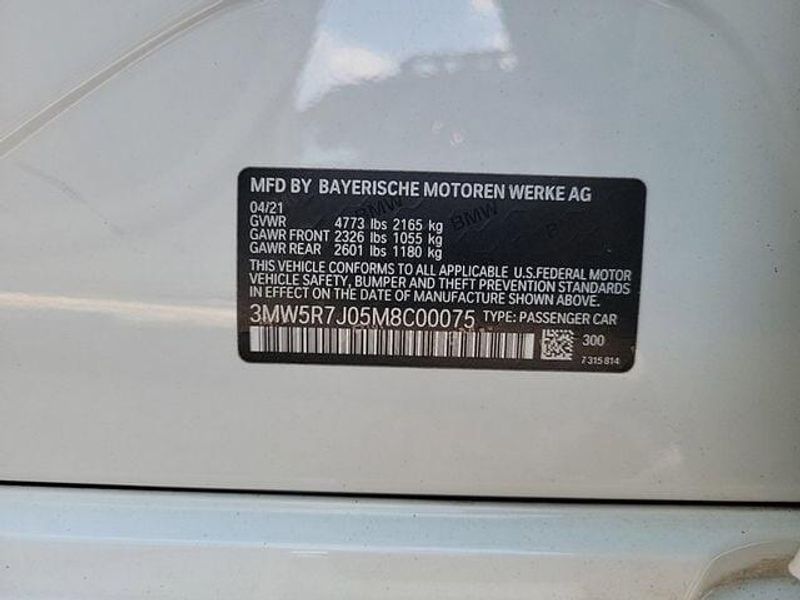 MFD BY BAYERISCHE MOTOREN WERKE AG
04/21
GVWR 4773 lbs 2165 kg
GAWR FRONT 2326 lbs 1055 kg
GAWR REAR 2601 lbs 1180 kg
THIS VEHICLE CONFORMS TO ALL APPLICABLE U.S.FEDERAL MOTOR
VEHICLE SAFETY, BUMPER AND THEFT PREVENTION STANDARDS
IN EFFECT ON THE DATE OF MANUFACTURE SHOWN ABOVE.
3MW5R7J05M8C00075 TYPE: PASSENGER CAR
300
7 315 814
BMW
BMW